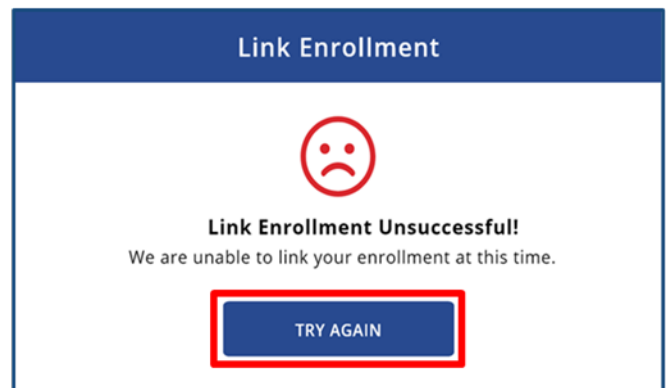 Link Enrollment
Link Enrollment Unsuccessful!
We are unable to link your enrollment at this time.
TRY AGAIN